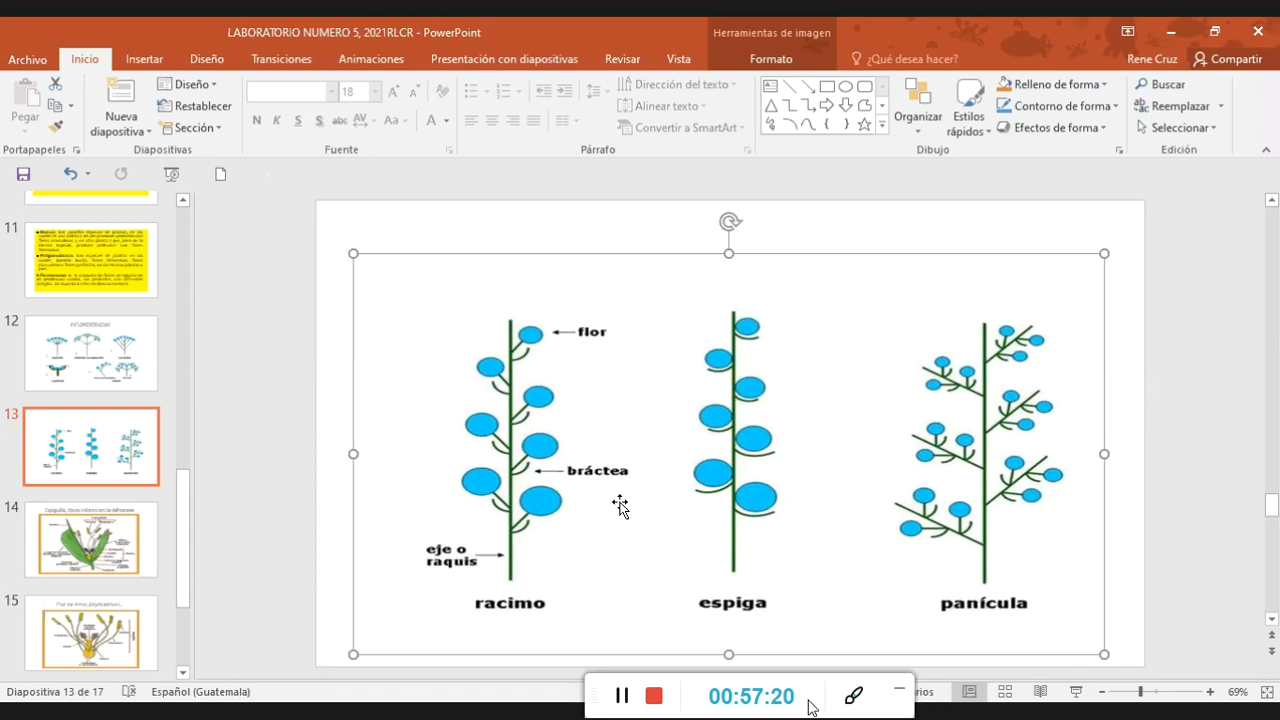 LABORATORIO NUMERO 5, 2021RLCR - PowerPoint
Herramientas de imagen
Archivo Inicio Insertar Diseño Transiciones Animaciones Presentación con diapositivas Revisar Vista Formato ¿Qué desea hacer? Rene Cruz Compartir
Pegar
Nueva diapositiva
Diseño
Restablecer
Sección
18
N K S S abc AV Aa A
Dirección del texto
Alinear texto
Convertir a SmartArt
Organizar
Estilos rápidos
Relleno de forma
Contorno de forma
Efectos de forma
Buscar
Reemplazar
Seleccionar
Portapapeles Diapositivas Fuente Párrafo Dibujo Edición
11
12
13
14
15
flor
bráctea
eje o
raquis
racimo espiga panícula
00:57:20
Diapositiva 13 de 17 Español (Guatemala) 69%